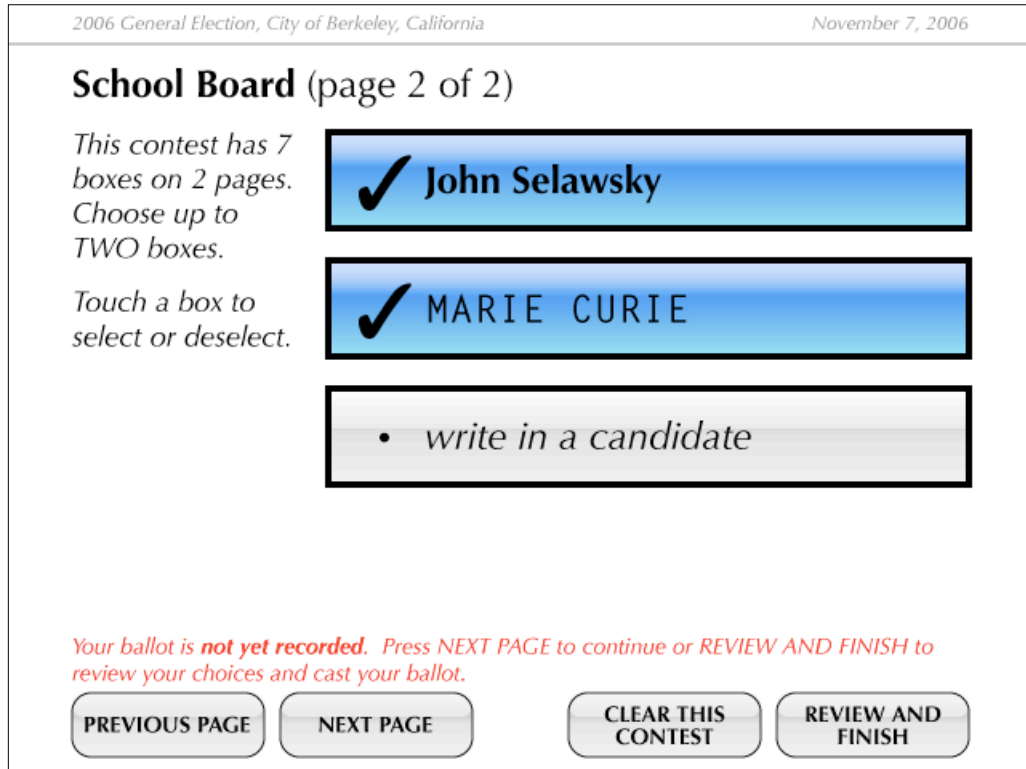 2006 General Election, City of Berkeley, California
November 7, 2006
School Board (page 2 of 2)
This contest has 7
boxes on 2 pages.
Choose up to
TWO boxes.
Touch a box to
select or deselect.
✓ John Selawsky
✓ MARIE CURIE
• write in a candidate
Your ballot is not yet recorded. Press NEXT PAGE to continue or REVIEW AND FINISH to
review your choices and cast your ballot.
PREVIOUS PAGE
NEXT PAGE
CLEAR THIS
CONTEST
REVIEW AND
FINISH